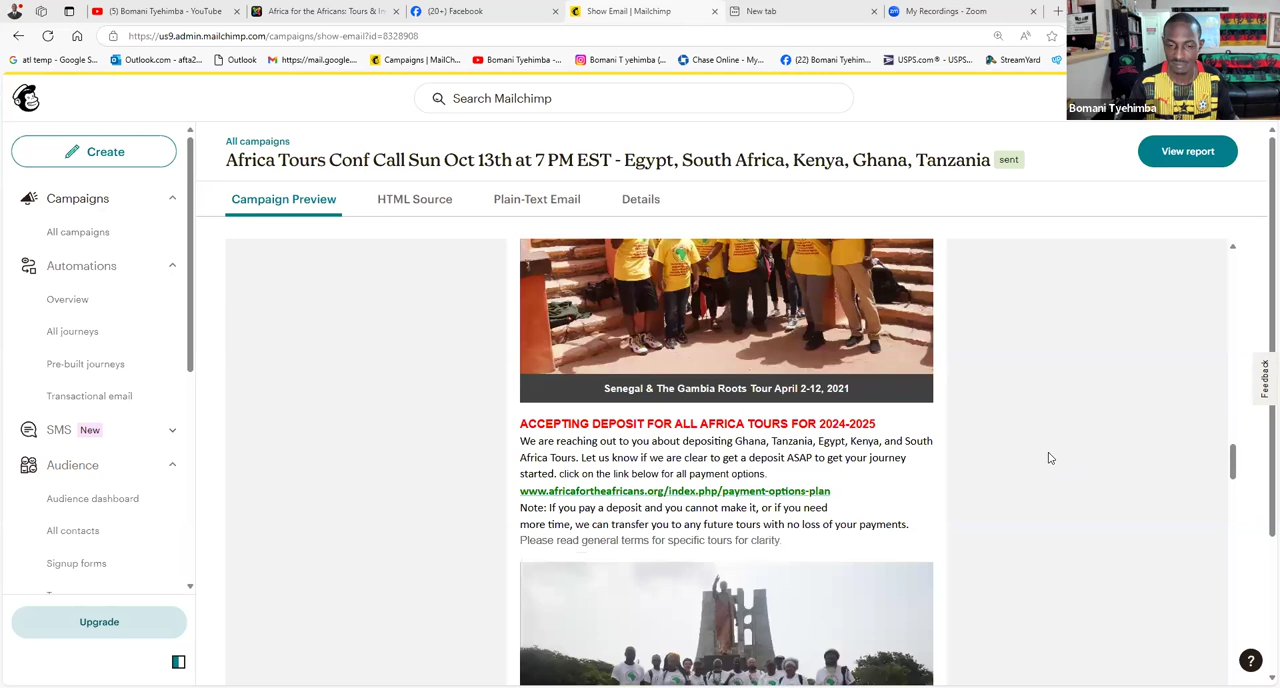 (5) Bomani Tyehimba - YouTube
Africa for the Africans: Tours & In
(20+) Facebook
Show Email | Mailchimp
New tab
My Recordings - Zoom
https://us9.admin.mailchimp.com/campaigns/show-email?id=8328908
atl temp - Google S...
Outlook.com - afta2...
Outlook
https://mail.google....
Campaigns | MailCh...
Bomani Tyehimba -...
Bomani T yehimba (...
Chase Online - My...
(22) Bomani Tyehim...
USPS.com® - USPS...
StreamYard
Bomani Tyehimba
Search Mailchimp
Create
Campaigns
All campaigns
Automations
Overview
All journeys
Pre-built journeys
Transactional email
SMS New
Audience
Audience dashboard
All contacts
Signup forms
Upgrade
All campaigns
Africa Tours Conf Call Sun Oct 13th at 7 PM EST - Egypt, South Africa, Kenya, Ghana, Tanzania sent
View report
Campaign Preview
HTML Source
Plain-Text Email
Details
Senegal & The Gambia Roots Tour April 2-12, 2021
ACCEPTING DEPOSIT FOR ALL AFRICA TOURS FOR 2024-2025
We are reaching out to you about depositing Ghana, Tanzania, Egypt, Kenya, and South
Africa Tours. Let us know if we are clear to get a deposit ASAP to get your journey
started. click on the link below for all payment options.
www.africafortheafricans.org/index.php/payment-options-plan
Note: If you pay a deposit and you cannot make it, or if you need
more time, we can transfer you to any future tours with no loss of your payments.
Please read general terms for specific tours for clarity.
Feedback
?